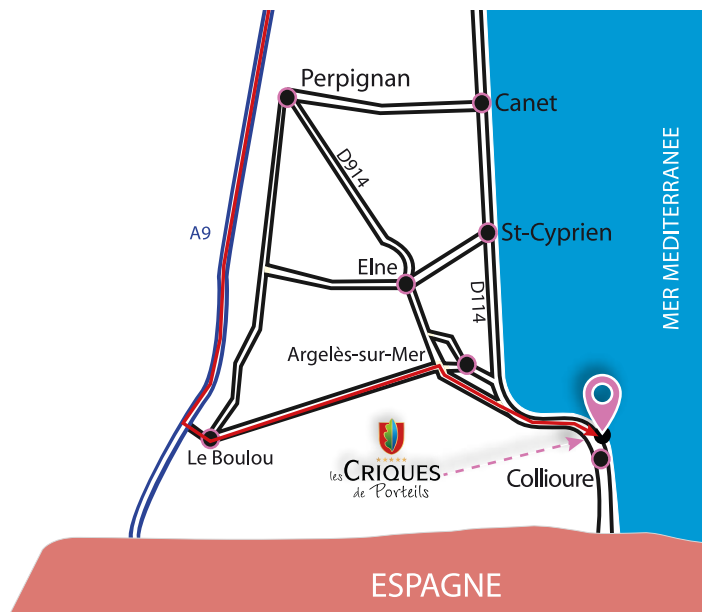 Perpignan
Canet
D914
MER MEDITERRANEE
A9
St-Cyprien
Elne
D114
Argelès-sur-Mer
Le Boulou
les CRIQUES
de Porteils
Collioure
ESPAGNE